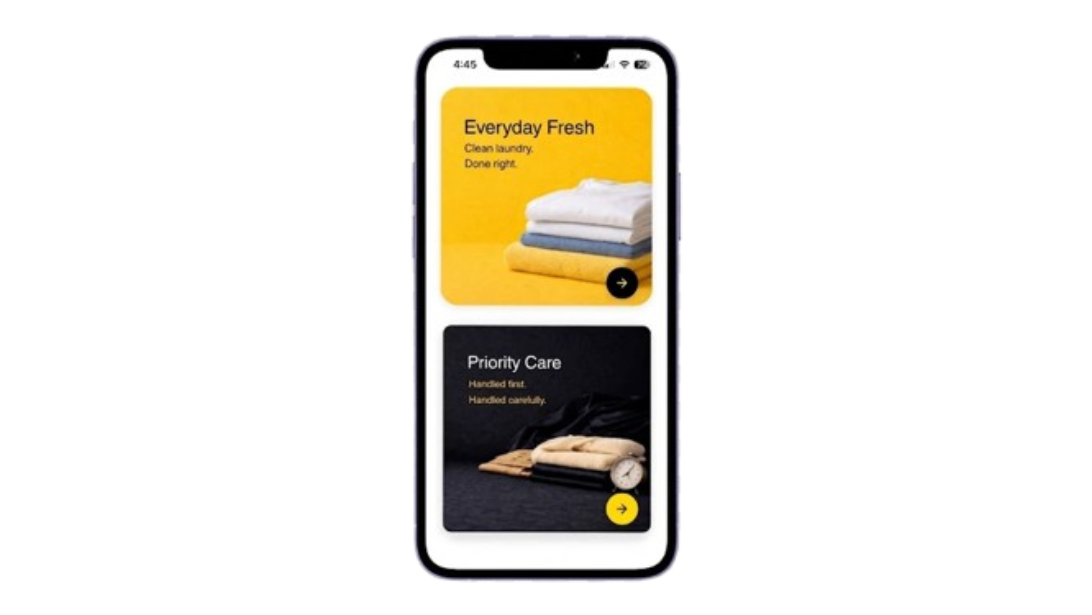 4:45
Everyday Fresh
Clean laundry.
Done right.
Priority Care
Handled first.
Handled carefully.